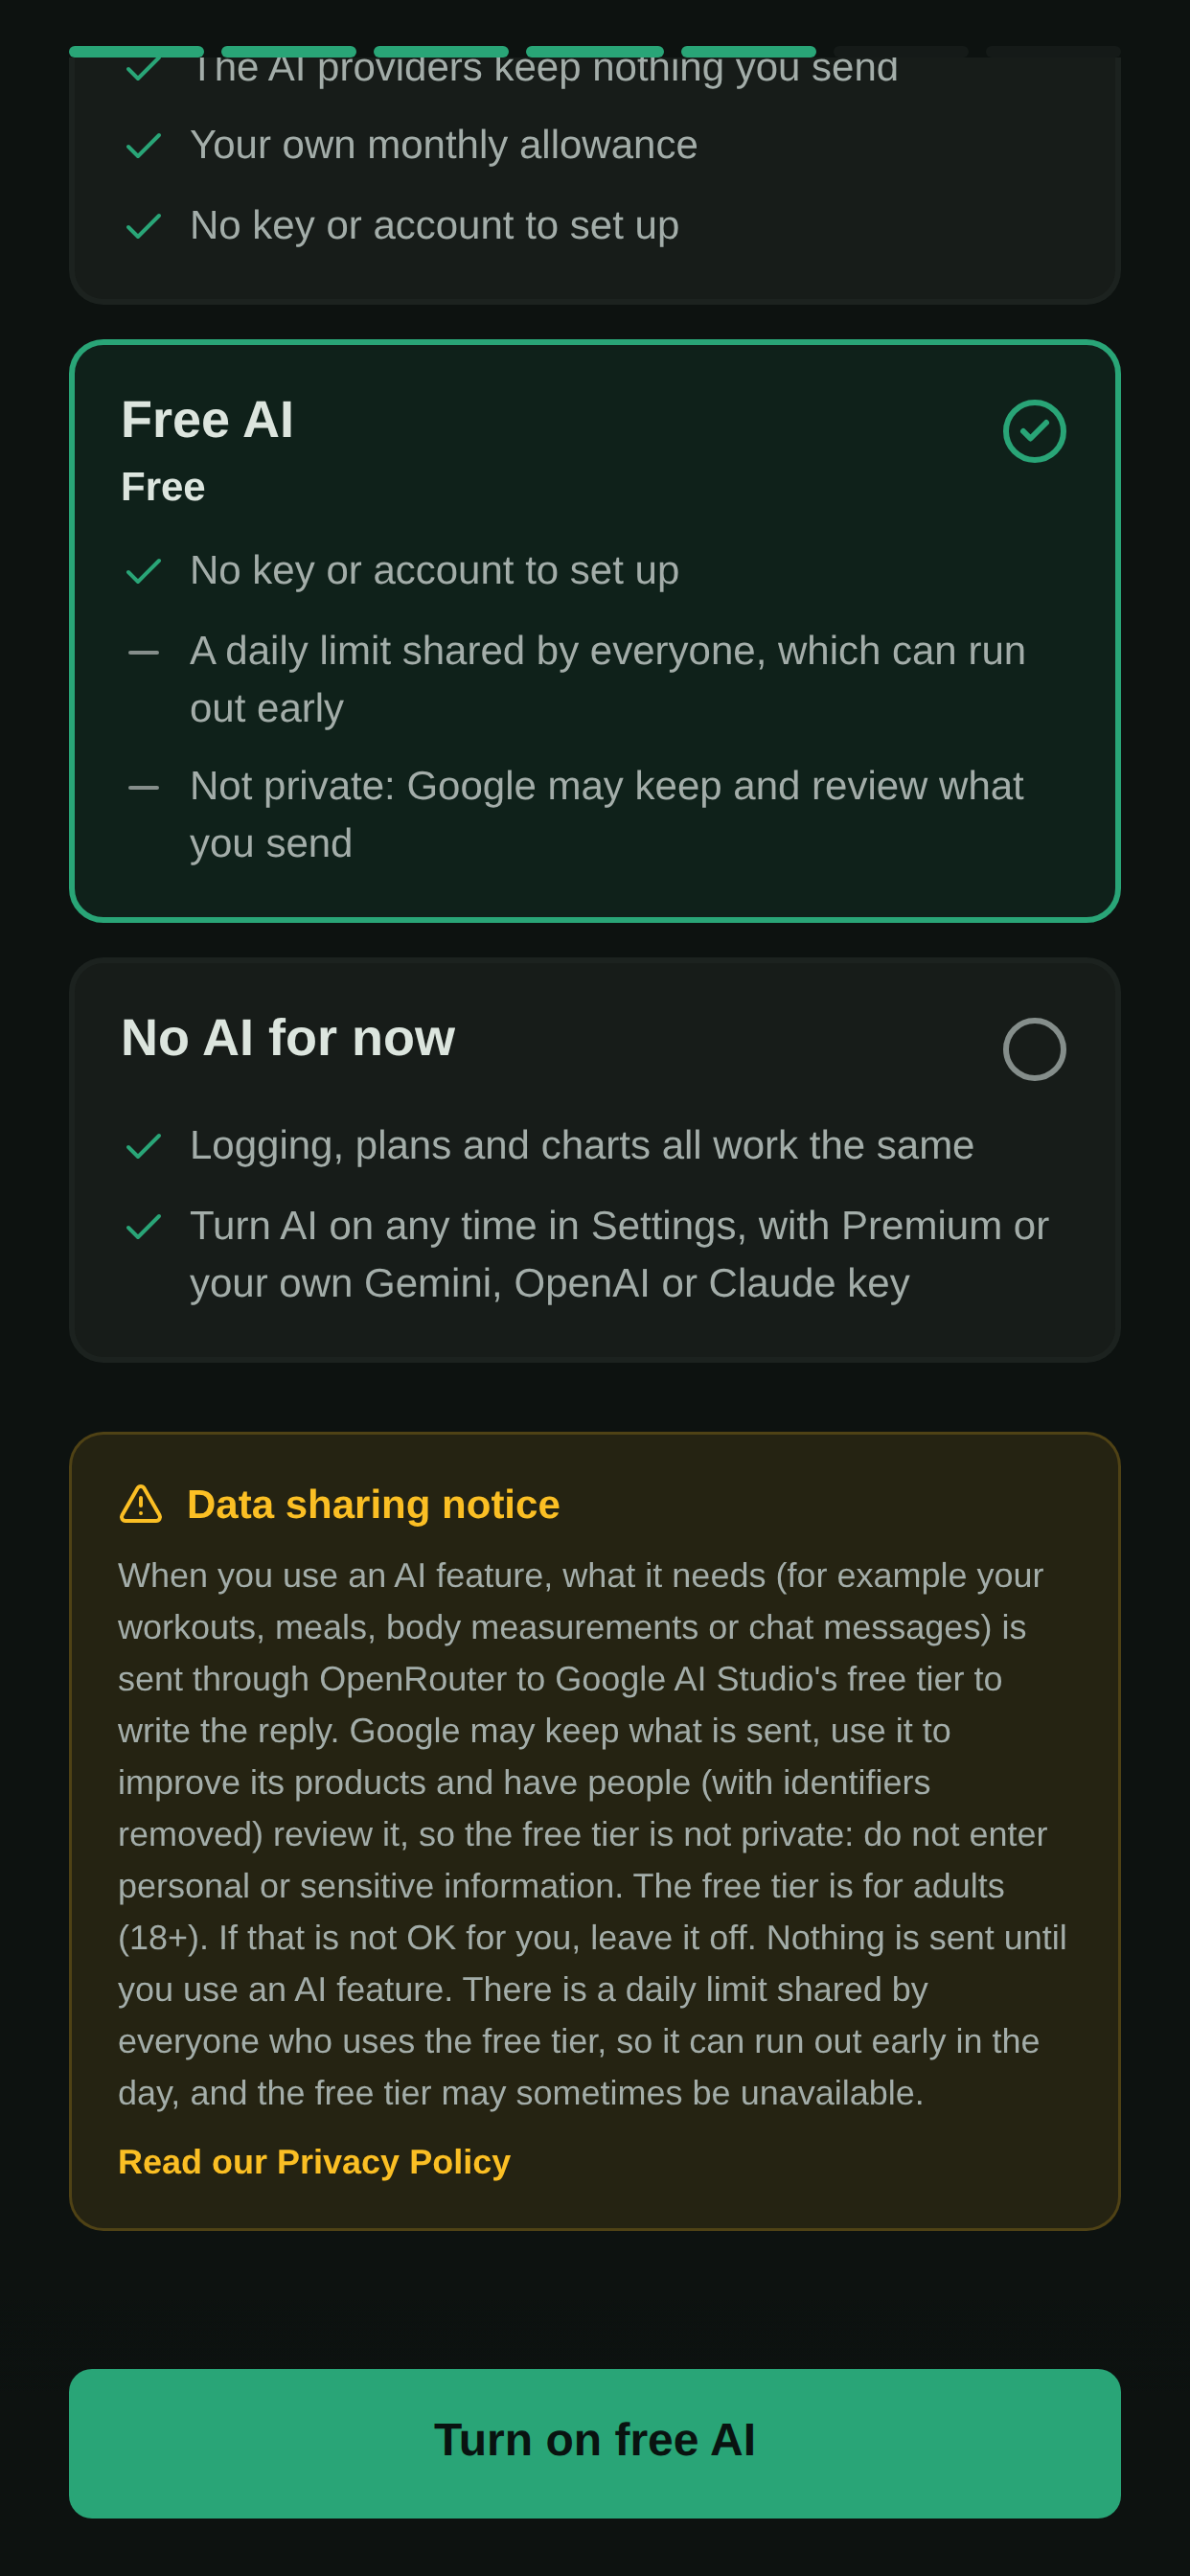 The AI providers keep nothing you send
Your own monthly allowance
No key or account to set up
Free AI
Free
No key or account to set up
A daily limit shared by everyone, which can run
out early
Not private: Google may keep and review what
you send
No AI for now
Logging, plans and charts all work the same
Turn AI on any time in Settings, with Premium or
your own Gemini, OpenAI or Claude key
Data sharing notice
When you use an AI feature, what it needs (for example your
workouts, meals, body measurements or chat messages) is
sent through OpenRouter to Google AI Studio's free tier to
write the reply. Google may keep what is sent, use it to
improve its products and have people (with identifiers
removed) review it, so the free tier is not private: do not enter
personal or sensitive information. The free tier is for adults
(18+). If that is not OK for you, leave it off. Nothing is sent until
you use an AI feature. There is a daily limit shared by
everyone who uses the free tier, so it can run out early in the
day, and the free tier may sometimes be unavailable.
Read our Privacy Policy
Turn on free AI